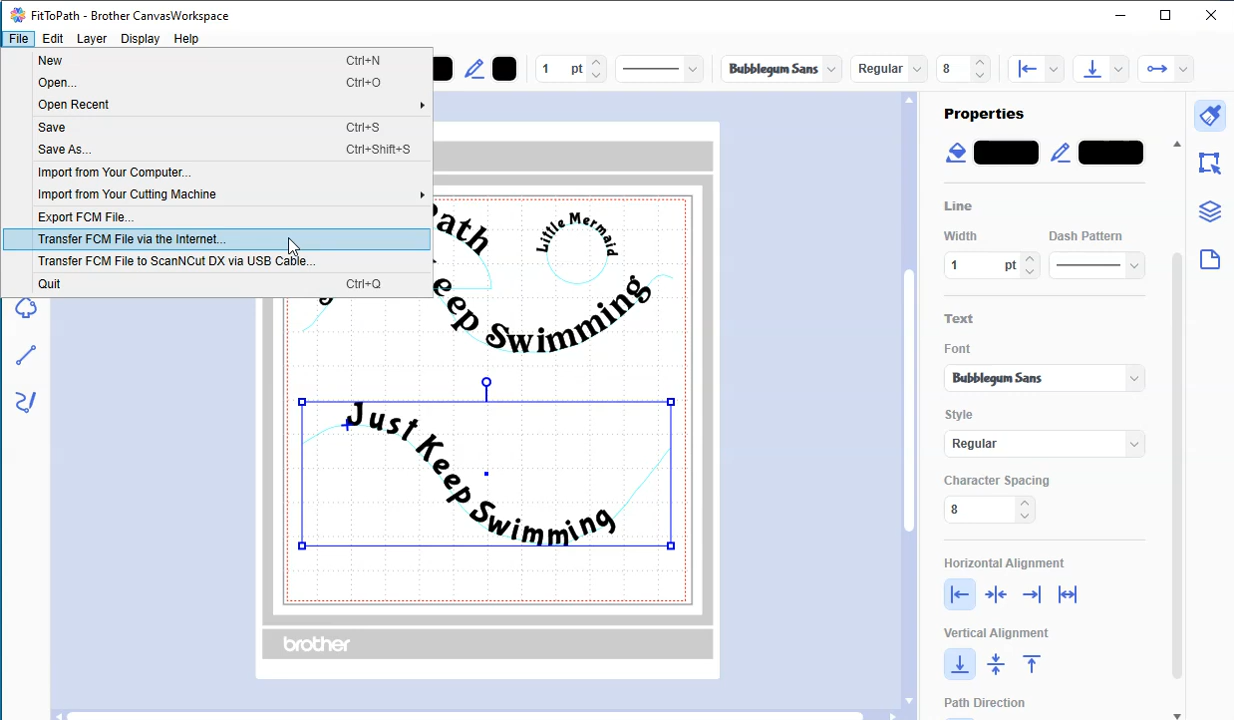 FitToPath - Brother CanvasWorkspace
File Edit Layer Display Help
New Ctrl+N
Open... Ctrl+O
Open Recent
Save Ctrl+S
Save As... Ctrl+Shift+S
Import from Your Computer...
Import from Your Cutting Machine
Export FCM File...
Transfer FCM File via the Internet...
Transfer FCM File to ScanNCut DX via USB Cable...
Quit Ctrl+Q
1 pt
Bubblegum Sans
Regular
8
Path
Little Mermaid
Keep Swimming
Just Keep Swimming
brother
Properties
Line
Width Dash Pattern
1 pt
Text
Font
Bubblegum Sans
Style
Regular
Character Spacing
8
Horizontal Alignment
Vertical Alignment
Path Direction